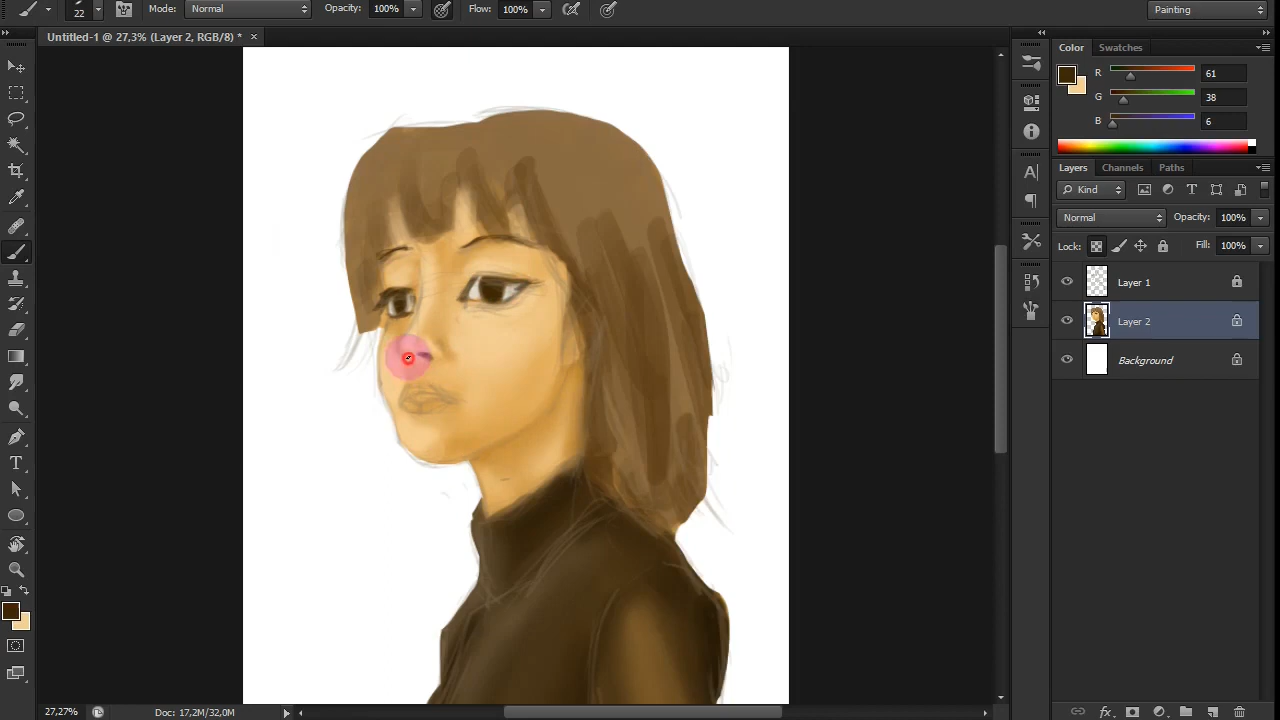 22 Mode: Normal Opacity: 100% Flow: 100% Painting
Untitled-1 @ 27,3% (Layer 2, RGB/8) * ×
Color Swatches
R 61
G 38
B 6
Layers Channels Paths
Kind
Normal Opacity: 100%
Lock: Fill: 100%
Layer 1
Layer 2
Background
27,27% Doc: 17,2M/32,0M